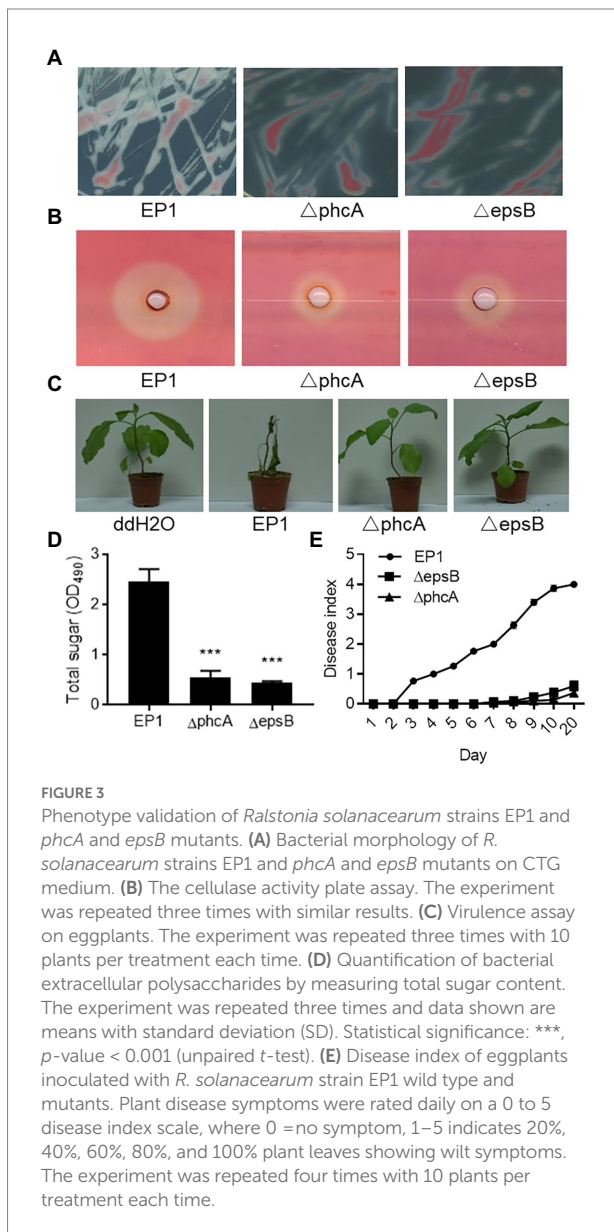 A
EP1
△phcA
△epsB
B
EP1
△phcA
△epsB
C
ddH2O
EP1
△phcA
△epsB
D
Total sugar (OD490)
3
2
1
0
***
***
EP1
ΔphcA
ΔepsB
E
Disease index
5
4
3
2
1
0
EP1
ΔepsB
ΔphcA
1
2
3
4
5
6
7
8
9
10
20
Day
FIGURE 3
Phenotype validation of Ralstonia solanacearum strains EP1 and
phcA and epsB mutants. (A) Bacterial morphology of R.
solanacearum strains EP1 and phcA and epsB mutants on CTG
medium. (B) The cellulase activity plate assay. The experiment
was repeated three times with similar results. (C) Virulence assay
on eggplants. The experiment was repeated three times with 10
plants per treatment each time. (D) Quantification of bacterial
extracellular polysaccharides by measuring total sugar content.
The experiment was repeated three times and data shown are
means with standard deviation (SD). Statistical significance: ***,
p-value < 0.001 (unpaired t-test). (E) Disease index of eggplants
inoculated with R. solanacearum strain EP1 wild type and
mutants. Plant disease symptoms were rated daily on a 0 to 5
disease index scale, where 0 =no symptom, 1–5 indicates 20%,
40%, 60%, 80%, and 100% plant leaves showing wilt symptoms.
The experiment was repeated four times with 10 plants per
treatment each time.